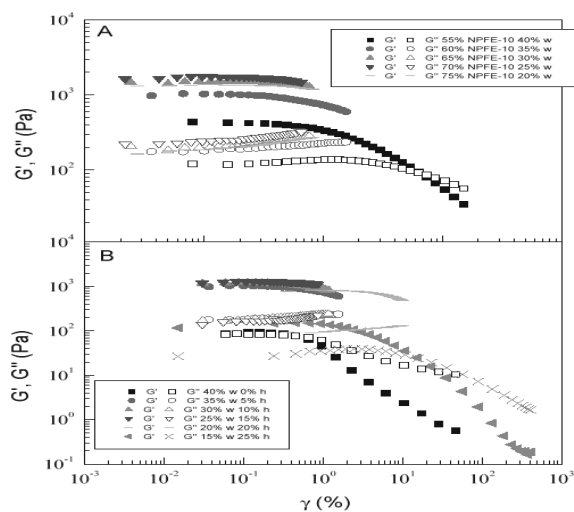 10⁴
A
G' G" 55% NPFE-10 40% w
G' G" 60% NPFE-10 35% w
G' G" 65% NPFE-10 30% w
G' G" 70% NPFE-10 25% w
G' G" 75% NPFE-10 20% w
10³
G', G" (Pa)
10²
10⁴
B
10³
G', G" (Pa)
10²
10¹
G' G" 40% w 0% h
G' G" 35% w 5% h
G' G" 30% w 10% h
G' G" 25% w 15% h
G' G" 20% w 20% h
G' G" 15% w 25% h
10⁰
10⁻¹
10⁻³ 10⁻² 10⁻¹ 10⁰ 10¹ 10² 10³
γ (%)